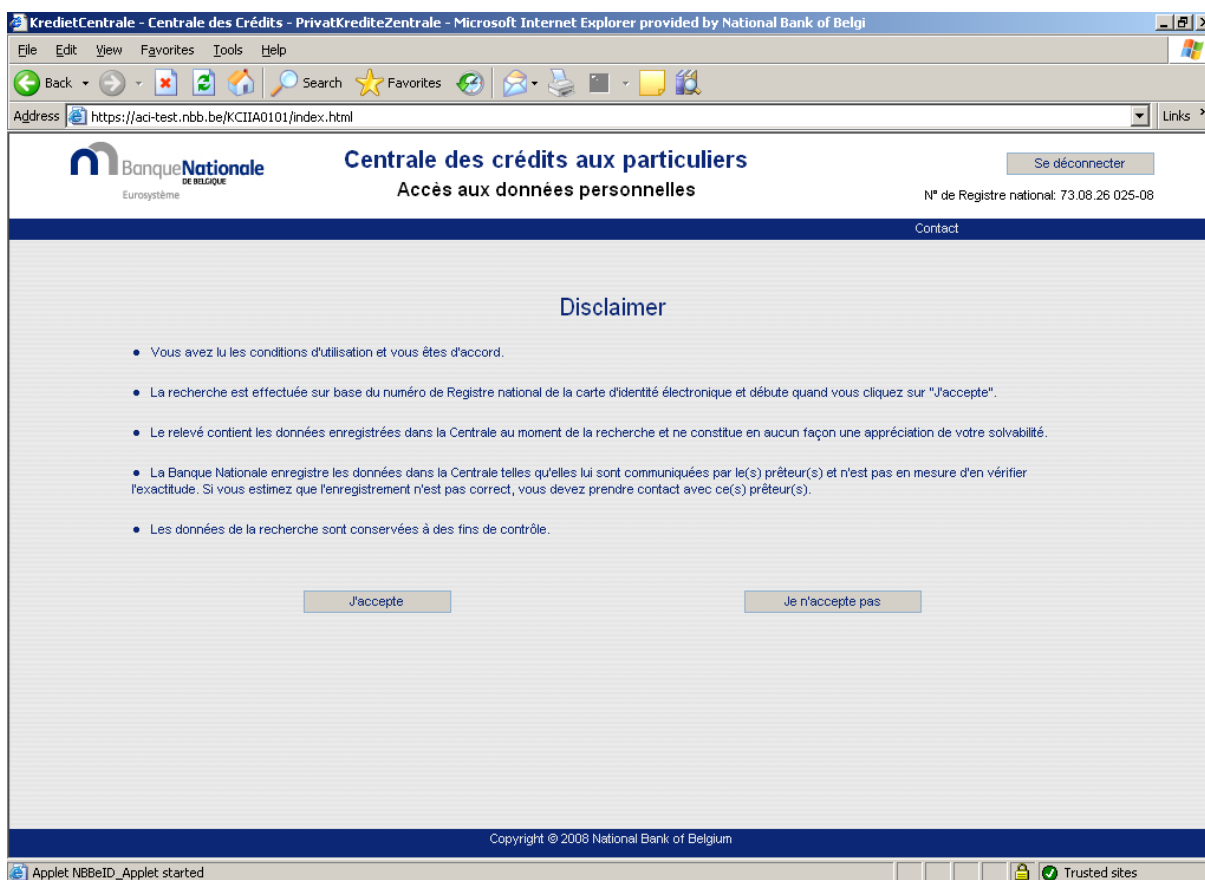 KredietCentrale - Centrale des Crédits - PrivatKrediteZentrale - Microsoft Internet Explorer provided by National Bank of Belgi
File Edit View Favorites Tools Help
Back Search Favorites
Address https://aci-test.nbb.be/KCIIA0101/index.html Links
BanqueNationale
DE BELGIQUE
Eurosystème
Centrale des crédits aux particuliers
Accès aux données personnelles
Se déconnecter
N° de Registre national: 73.08.26 025-08
Contact
Disclaimer
• Vous avez lu les conditions d'utilisation et vous êtes d'accord.
• La recherche est effectuée sur base du numéro de Registre national de la carte d'identité électronique et débute quand vous cliquez sur "J'accepte".
• Le relevé contient les données enregistrées dans la Centrale au moment de la recherche et ne constitue en aucun façon une appréciation de votre solvabilité.
• La Banque Nationale enregistre les données dans la Centrale telles qu'elles lui sont communiquées par le(s) prêteur(s) et n'est pas en mesure d'en vérifier
l'exactitude. Si vous estimez que l'enregistrement n'est pas correct, vous devez prendre contact avec ce(s) prêteur(s).
• Les données de la recherche sont conservées à des fins de contrôle.
J'accepte Je n'accepte pas
Copyright © 2008 National Bank of Belgium
Applet NBBeID_Applet started Trusted sites